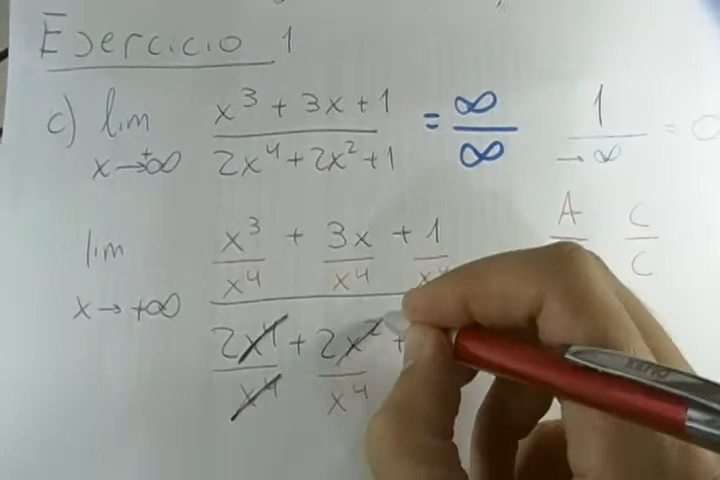 Exercicio 1
c) lim x→+∞ (x³ + 3x + 1)/(2x⁴ + 2x² + 1) = ∞/∞
1/→∞ = 0
lim x→+∞ (x³/x⁴ + 3x/x⁴ + 1/x⁴)/(2x⁴/x⁴ + 2x²/x⁴ +
A
C/C